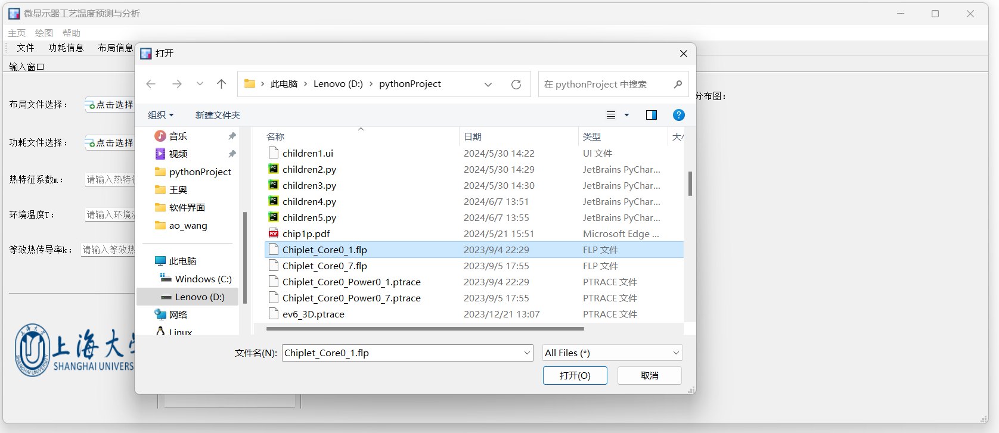 微显示器工艺温度预测与分析
主页 绘图 帮助
文件 功耗信息 布局信息
输入窗口
布局文件选择： 点击选择
功耗文件选择： 点击选择
热特征系数m： 请输入热特征
环境温度T： 请输入环境温
等效热传导率k： 请输入等效热
上海大学
SHANGHAI UNIVERS
分布图：
打开
此电脑 › Lenovo (D:) › pythonProject
在 pythonProject 中搜索
组织 新建文件夹
音乐
视频
pythonProject
王奥
软件界面
ao_wang
此电脑
Windows (C:)
Lenovo (D:)
网络
Linux
名称 日期 类型 大小
children1.ui 2024/5/30 14:22 UI 文件
children2.py 2024/5/30 14:29 JetBrains PyChar...
children3.py 2024/5/30 14:30 JetBrains PyChar...
children4.py 2024/6/7 13:51 JetBrains PyChar...
children5.py 2024/6/7 13:55 JetBrains PyChar...
chip1p.pdf 2024/5/21 15:51 Microsoft Edge ...
Chiplet_Core0_1.flp 2023/9/4 22:29 FLP 文件
Chiplet_Core0_7.flp 2023/9/5 17:55 FLP 文件
Chiplet_Core0_Power0_1.ptrace 2023/9/4 22:29 PTRACE 文件
Chiplet_Core0_Power0_7.ptrace 2023/9/5 17:55 PTRACE 文件
ev6_3D.ptrace 2023/12/21 13:07 PTRACE 文件
文件名(N): Chiplet_Core0_1.flp All Files (*)
打开(O) 取消